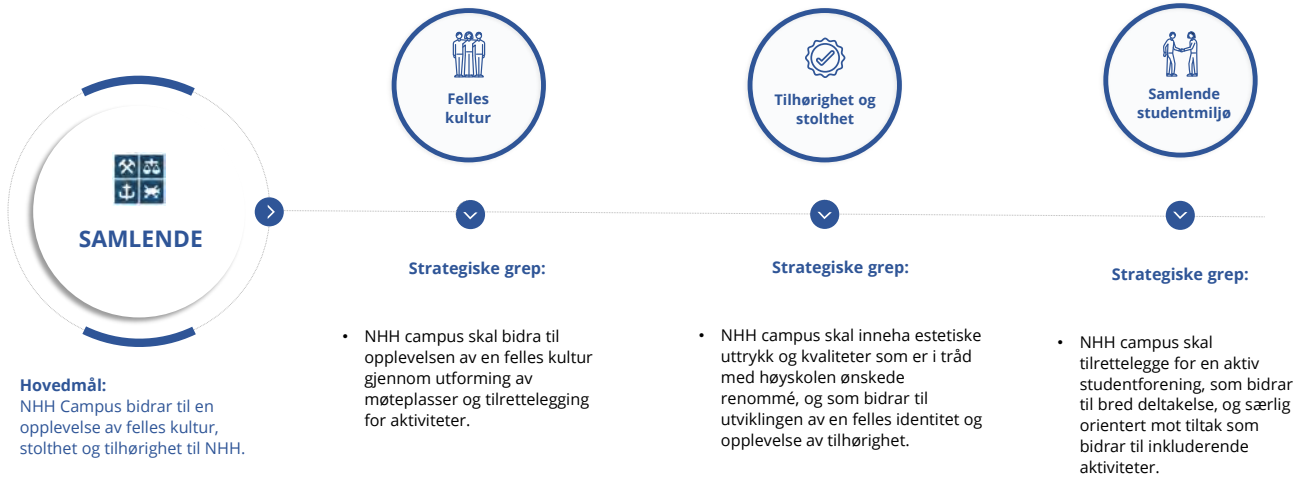 SAMLENDE
Hovedmål:
NHH Campus bidrar til en
opplevelse av felles kultur,
stolthet og tilhørighet til NHH.
Felles
kultur
Strategiske grep:
• NHH campus skal bidra til
opplevelsen av en felles kultur
gjennom utforming av
møteplasser og tilrettelegging
for aktiviteter.
Tilhørighet og
stolthet
Strategiske grep:
• NHH campus skal inneha estetiske
uttrykk og kvaliteter som er i tråd
med høyskolen ønskede
renommé, og som bidrar til
utviklingen av en felles identitet og
opplevelse av tilhørighet.
Samlende
studentmiljø
Strategiske grep:
• NHH campus skal
tilrettelegge for en aktiv
studentforening, som bidrar
til bred deltakelse, og særlig
orientert mot tiltak som
bidrar til inkluderende
aktiviteter.